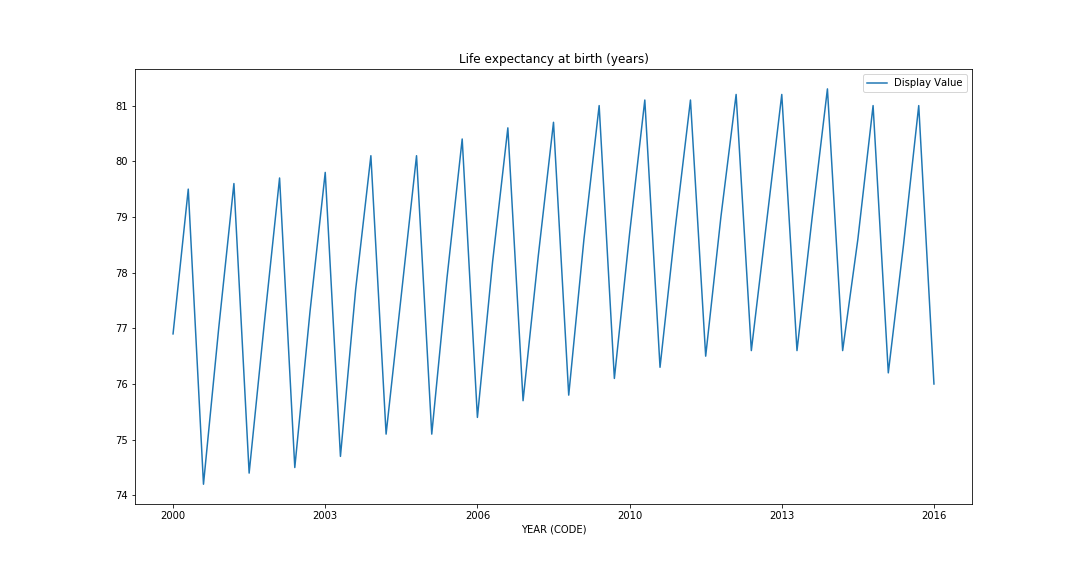 Life expectancy at birth (years)
Display Value
81
80
79
78
77
76
75
74
2000 2003 2006 2010 2013 2016
YEAR (CODE)